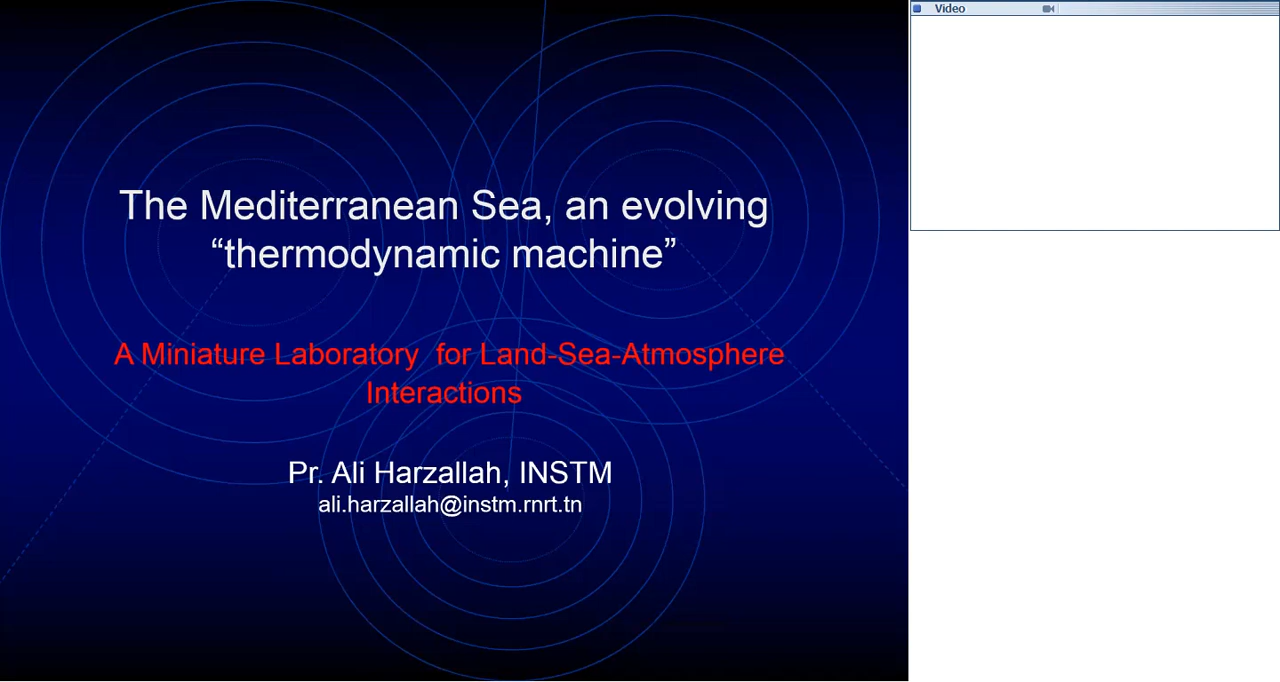 Video
The Mediterranean Sea, an evolving
“thermodynamic machine”
A Miniature Laboratory for Land-Sea-Atmosphere
Interactions
Pr. Ali Harzallah, INSTM
ali.harzallah@instm.rnrt.tn